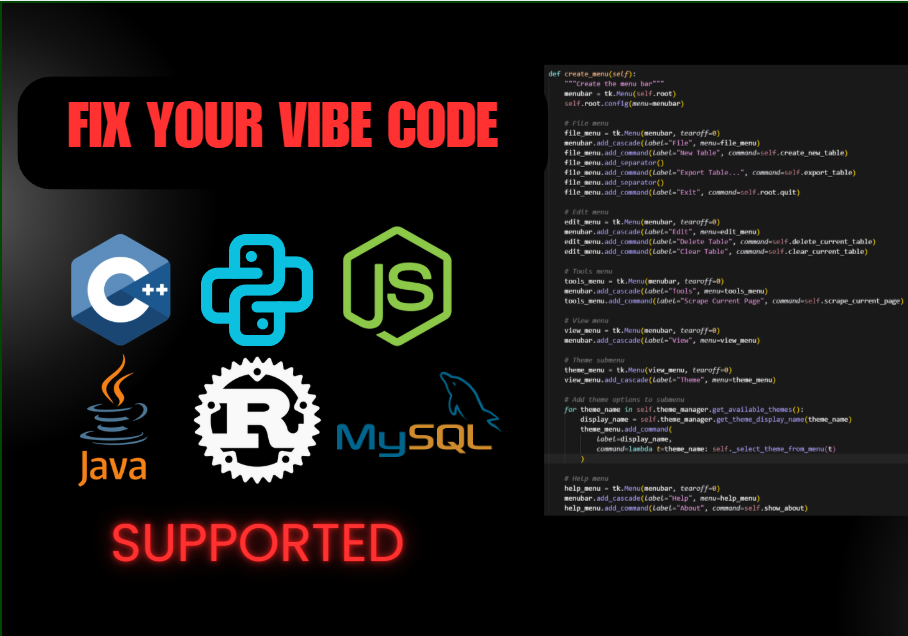 FIX YOUR VIBE CODE
C++
JS
R
Java
MySQL
SUPPORTED
def create_menu(self):
    """Create the menu bar"""
    menubar = tk.Menu(self.root)
    self.root.config(menu=menubar)

    # File menu
    file_menu = tk.Menu(menubar, tearoff=0)
    menubar.add_cascade(label="File", menu=file_menu)
    file_menu.add_command(label="New Table", command=self.create_new_table)
    file_menu.add_separator()
    file_menu.add_command(label="Export Table...", command=self.export_table)
    file_menu.add_separator()
    file_menu.add_command(label="Exit", command=self.root.quit)

    # Edit menu
    edit_menu = tk.Menu(menubar, tearoff=0)
    menubar.add_cascade(label="Edit", menu=edit_menu)
    edit_menu.add_command(label="Delete Table", command=self.delete_current_table)
    edit_menu.add_command(label="Clear Table", command=self.clear_current_table)

    # Tools menu
    tools_menu = tk.Menu(menubar, tearoff=0)
    menubar.add_cascade(label="Tools", menu=tools_menu)
    tools_menu.add_command(label="Scrape Current Page", command=self.scrape_current_page)

    # View menu
    view_menu = tk.Menu(menubar, tearoff=0)
    menubar.add_cascade(label="View", menu=view_menu)

    # Theme submenu
    theme_menu = tk.Menu(view_menu, tearoff=0)
    view_menu.add_cascade(label="Theme", menu=theme_menu)

    # Add theme options to submenu
    for theme_name in self.theme_manager.get_available_themes():
        display_name = self.theme_manager.get_theme_display_name(theme_name)
        theme_menu.add_command(
            label=display_name,
            command=lambda t=theme_name: self._select_theme_from_menu(t)
        )

    # Help menu
    help_menu = tk.Menu(menubar, tearoff=0)
    menubar.add_cascade(label="Help", menu=help_menu)
    help_menu.add_command(label="About", command=self.show_about)